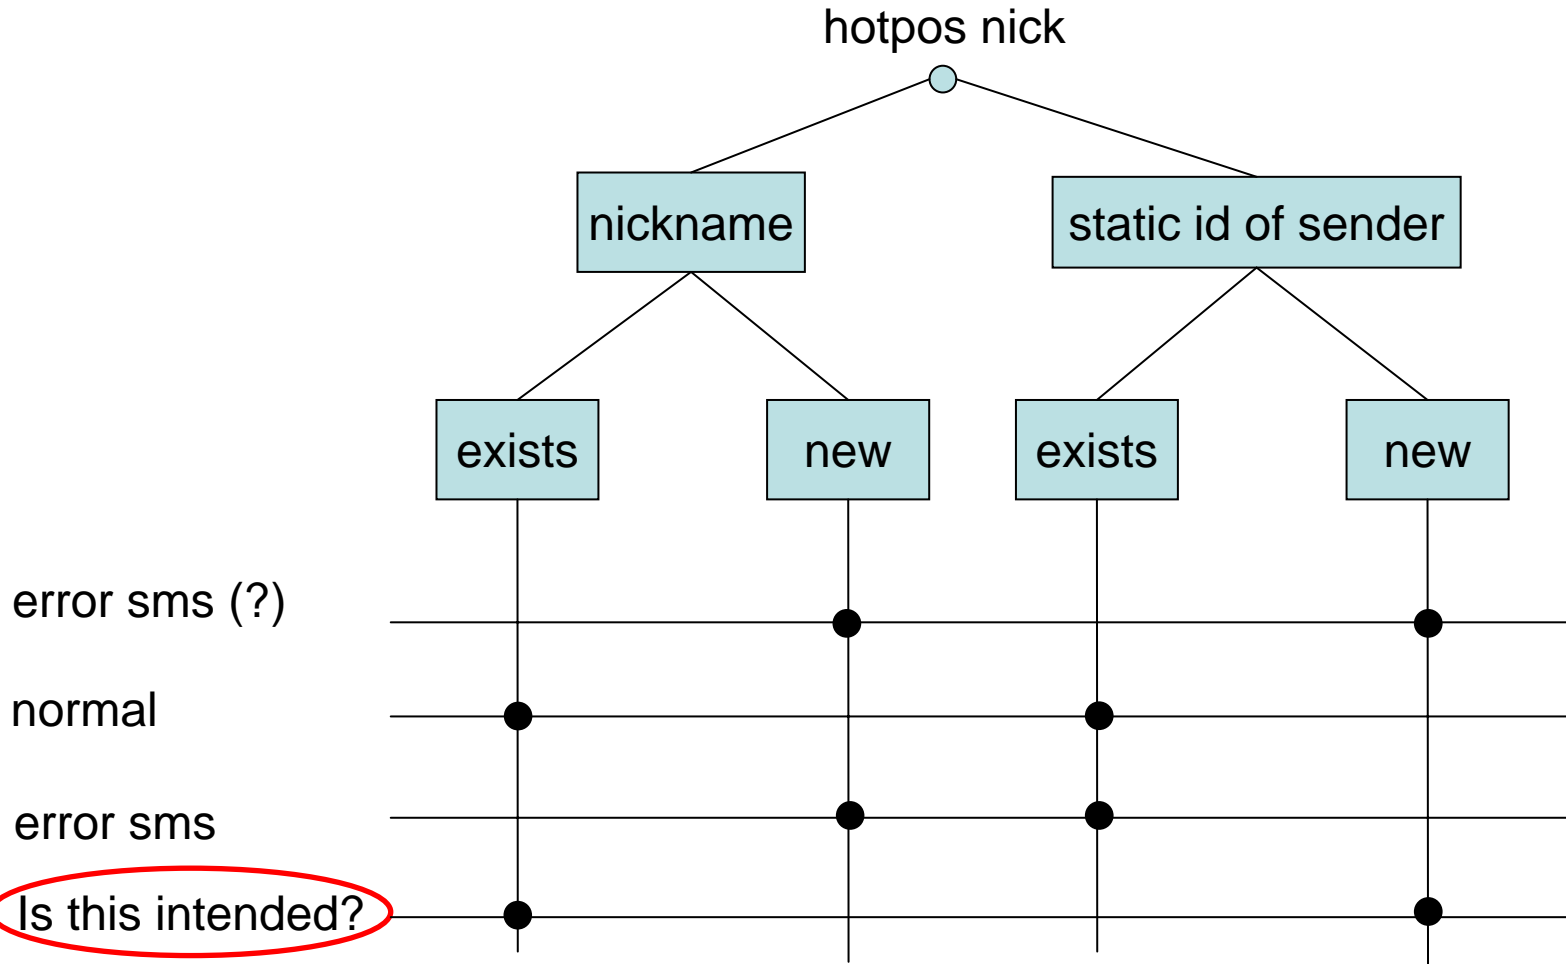 hotpos nick
nickname
static id of sender
exists
new
exists
new
error sms (?)
normal
error sms
Is this intended?